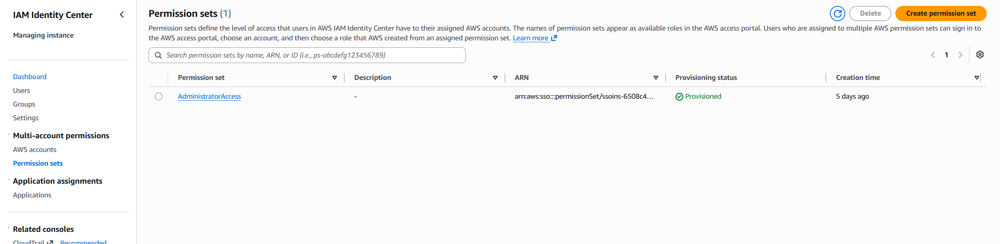 IAM Identity Center
Managing instance
Dashboard
Users
Groups
Settings
Multi-account permissions
AWS accounts
Permission sets
Application assignments
Applications
Related consoles
CloudTrail Recommended
Permission sets (1)
Delete
Create permission set
Permission sets define the level of access that users in AWS IAM Identity Center have to their assigned AWS accounts. The names of permission sets appear as available roles in the AWS access portal. Users who are assigned to multiple AWS permission sets can sign in to
the AWS access portal, choose an account, and then choose a role that AWS created from an assigned permission set. Learn more
Search permission sets by name, ARN, or ID (i.e., ps-abcdefg123456789)
1
Permission set Description ARN Provisioning status Creation time
AdministratorAccess - arn:aws:sso:::permissionSet/ssoins-6508c4... Provisioned 5 days ago